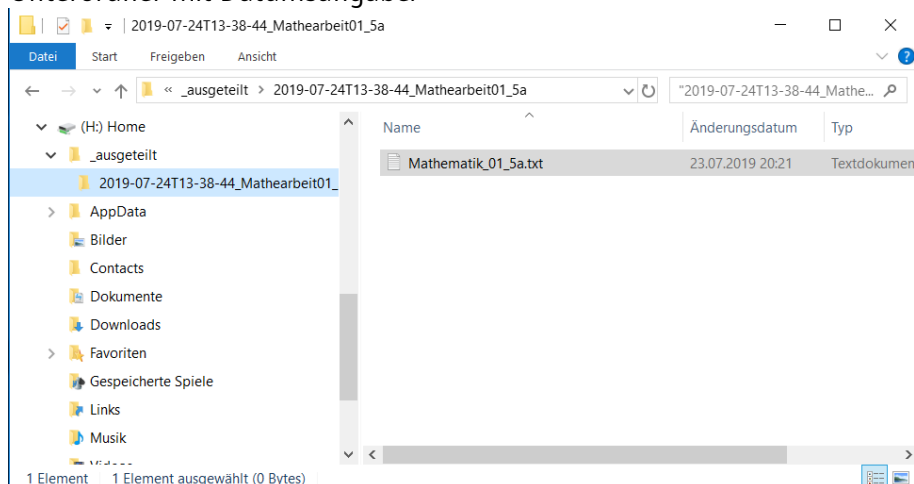 2019-07-24T13-38-44_Mathearbeit01_5a
Datei Start Freigeben Ansicht
« _ausgeteilt > 2019-07-24T13-38-44_Mathearbeit01_5a "2019-07-24T13-38-44_Mathe...
(H:) Home
_ausgeteilt
2019-07-24T13-38-44_Mathearbeit01_
AppData
Bilder
Contacts
Dokumente
Downloads
Favoriten
Gespeicherte Spiele
Links
Musik
Name Änderungsdatum Typ
Mathematik_01_5a.txt 23.07.2019 20:21 Textdokumen
1 Element 1 Element ausgewählt (0 Bytes)